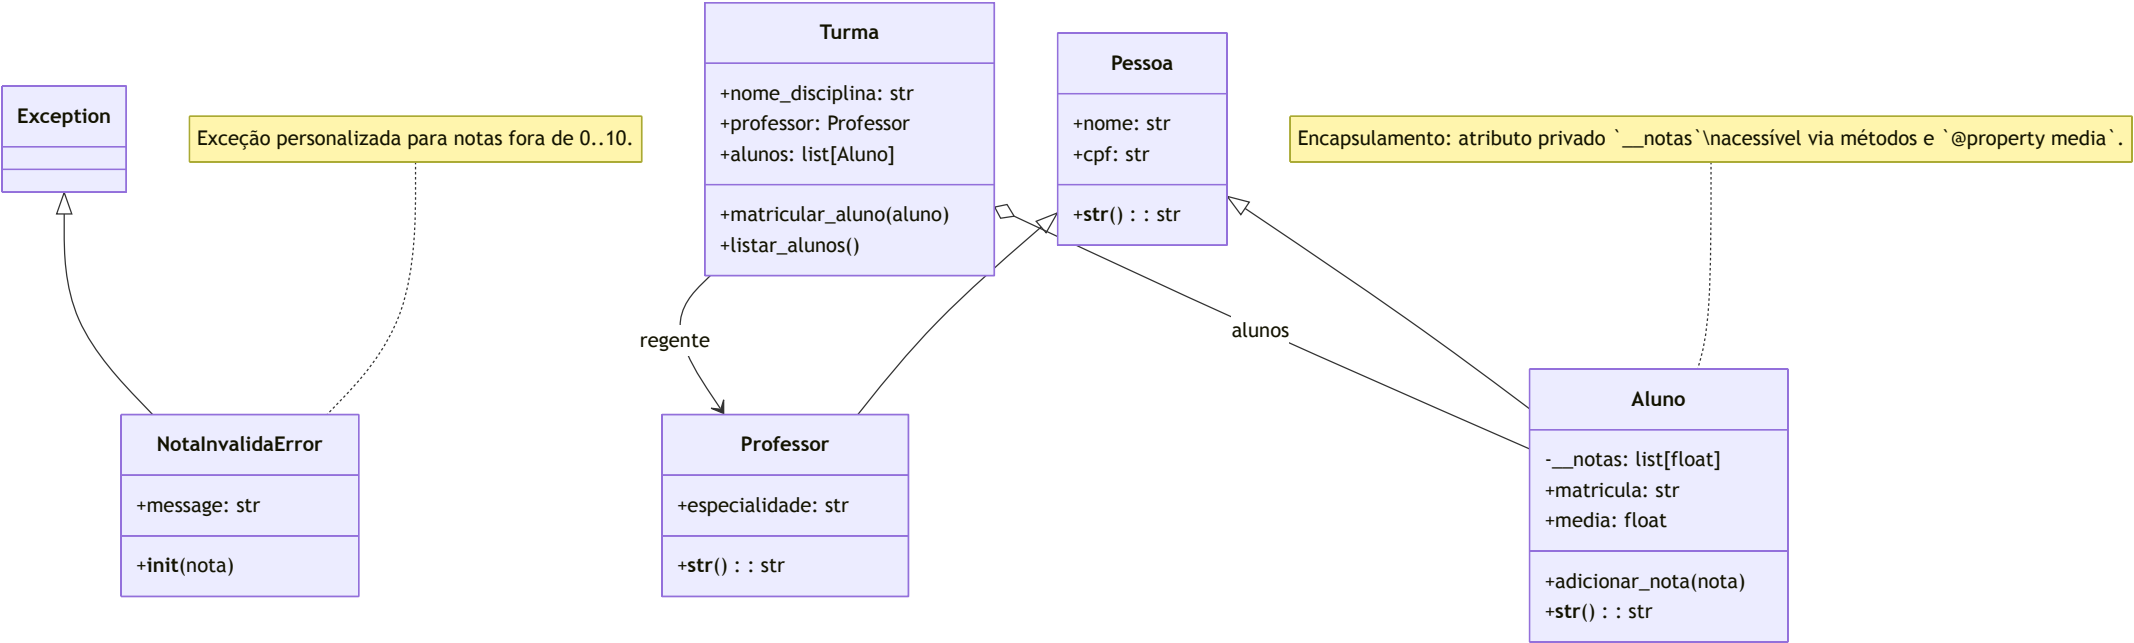 Exception
Exceção personalizada para notas fora de 0..10.
Turma
+nome_disciplina: str
+professor: Professor
+alunos: list[Aluno]
+matricular_aluno(aluno)
+listar_alunos()
Pessoa
+nome: str
+cpf: str
+str() : : str
Encapsulamento: atributo privado `__notas`\nacessível via métodos e `@property media`.
regente
alunos
NotaInvalidaError
+message: str
+init(nota)
Professor
+especialidade: str
+str() : : str
Aluno
-__notas: list[float]
+matricula: str
+media: float
+adicionar_nota(nota)
+str() : : str